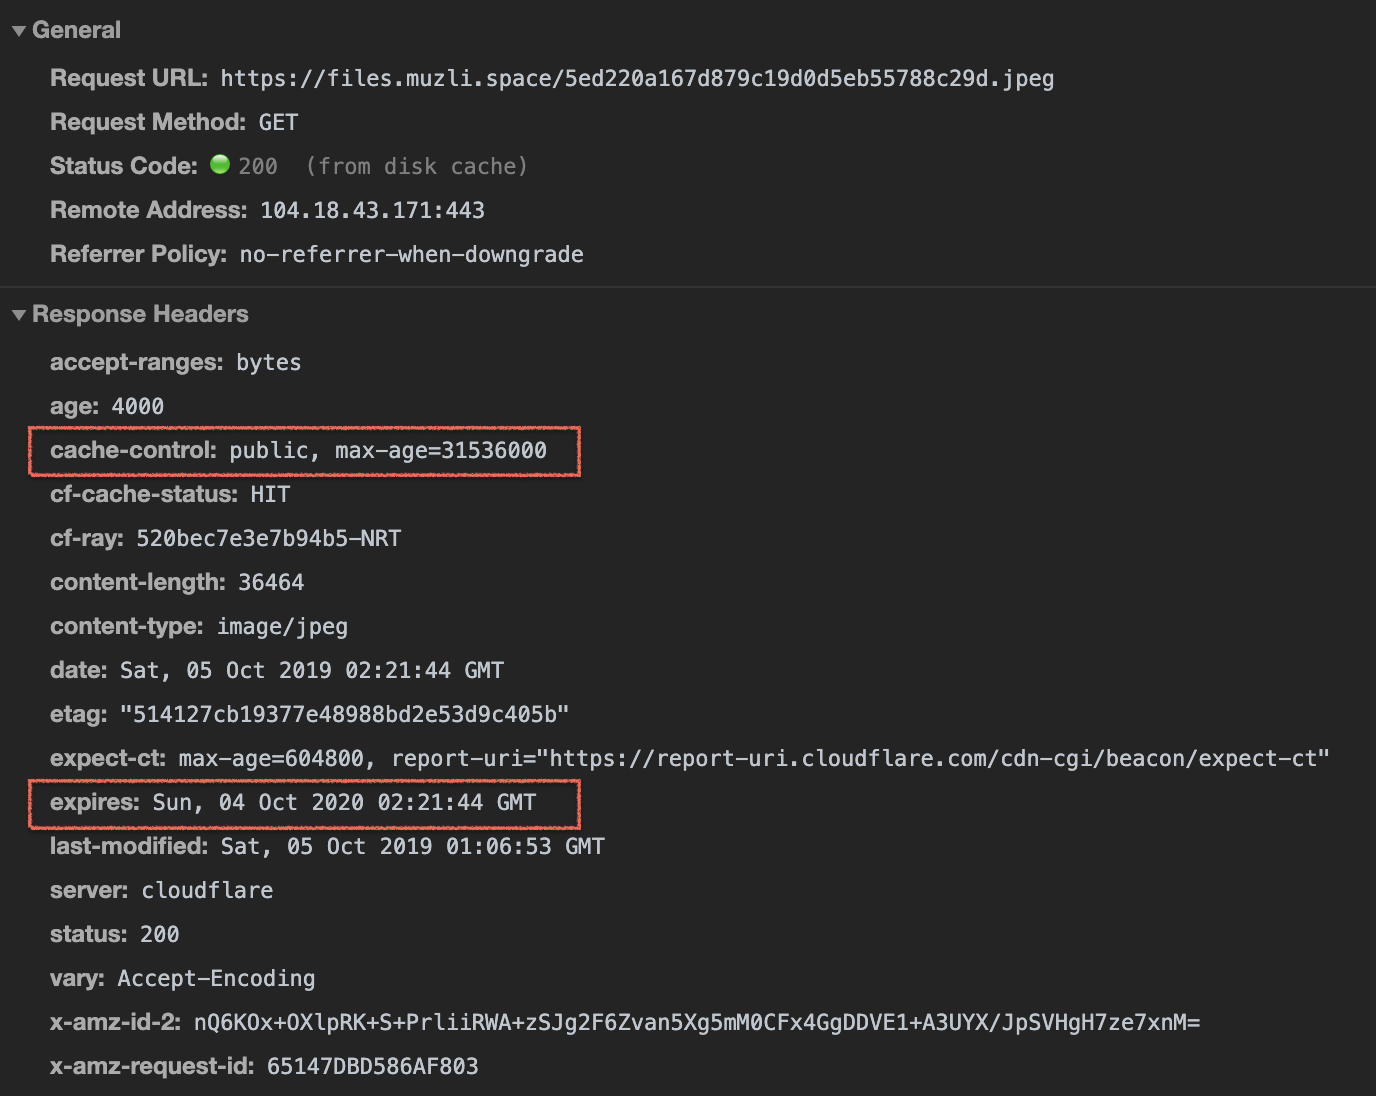 General
Request URL: https://files.muzli.space/5ed220a167d879c19d0d5eb55788c29d.jpeg
Request Method: GET
Status Code: 200 (from disk cache)
Remote Address: 104.18.43.171:443
Referrer Policy: no-referrer-when-downgrade
Response Headers
accept-ranges: bytes
age: 4000
cache-control: public, max-age=31536000
cf-cache-status: HIT
cf-ray: 520bec7e3e7b94b5-NRT
content-length: 36464
content-type: image/jpeg
date: Sat, 05 Oct 2019 02:21:44 GMT
etag: "514127cb19377e48988bd2e53d9c405b"
expect-ct: max-age=604800, report-uri="https://report-uri.cloudflare.com/cdn-cgi/beacon/expect-ct"
expires: Sun, 04 Oct 2020 02:21:44 GMT
last-modified: Sat, 05 Oct 2019 01:06:53 GMT
server: cloudflare
status: 200
vary: Accept-Encoding
x-amz-id-2: nQ6KOx+OXlpRK+S+PrliiRWA+zSJg2F6Zvan5Xg5mM0CFx4GgDDVE1+A3UYX/JpSVHgH7ze7xnM=
x-amz-request-id: 65147DBD586AF803